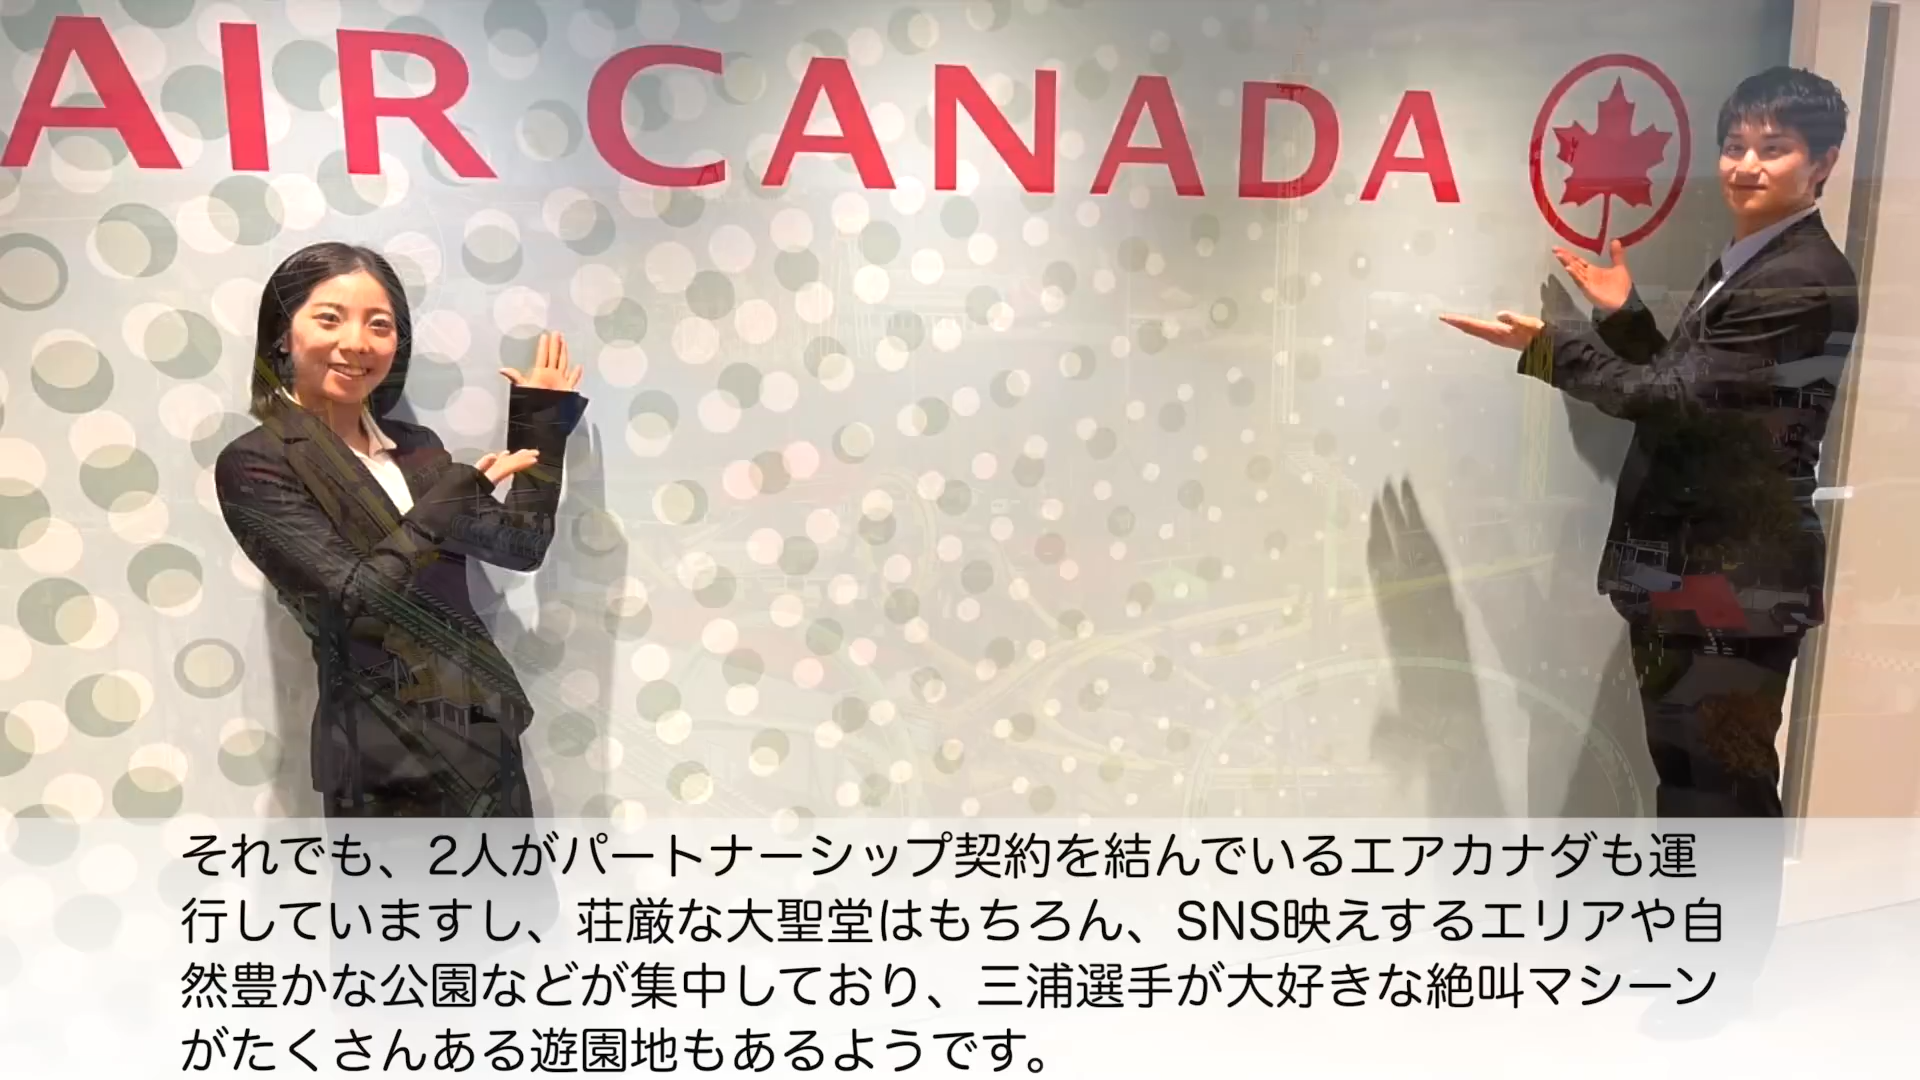 AIR CANADA
それでも、2人がパートナーシップ契約を結んでいるエアカナダも運
行していますし、荘厳な大聖堂はもちろん、SNS映えするエリアや自
然豊かな公園などが集中しており、三浦選手が大好きな絶叫マシーン
がたくさんある遊園地もあるようです。